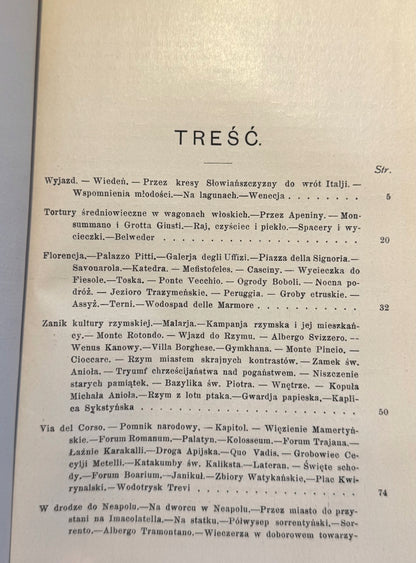 TREŚĆ.
Str.
Wyjazd. — Wiedeń. — Przez kresy Słowiańszczyzny do wrót Italji. —
Wspomnienia młodości.—Na lagunach.—Wenecja . . . . . . . . 5
Tortury średniowieczne w wagonach włoskich.—Przez Apeniny. — Mon-
summano i Grotta Giusti.—Raj, czyściec i piekło.—Spacery i wy-
cieczki.—Belweder . . . . . . . . . . . . . . . . . . . 20
Florencja.—Palazzo Pitti.—Galerja degli Uffizi.—Piazza della Signoria.—
Savonarola.—Katedra. — Mefistofeles. — Casciny. — Wycieczka do
Fiesole.—Toska. — Ponte Vecchio. — Ogrody Boboli. — Nocna po-
dróż. — Jezioro Trazymeńskie. — Peruggia. — Groby etruskie. —
Assyż.—Terni.—Wodospad delle Marmore . . . . . . . . . . . 32
Zanik kultury rzymskiej.—Malarja.—Kampanja rzymska i jej mieszkań-
cy.— Monte Rotondo. — Wjazd do Rzymu. — Albergo Svizzero. —
Wenus Kanowy.—Villa Borghese.—Gymkhana. — Monte Pincio. —
Cioccare. — Rzym miastem skrajnych kontrastów. — Zamek św.
Anioła. — Tryumf chrześcijaństwa nad pogaństwem. — Niszczenie
starych pamiątek. — Bazylika św. Piotra. — Wnętrze. — Kopuła
Michała Anioła.—Rzym z lotu ptaka.—Gwardja papieska.—Kapli-
ca Sykstyńska . . . . . . . . . . . . . . . . . . . . 50
Via del Corso. — Pomnik narodowy. — Kapitol. — Więzienie Mamertyń-
skie.—Forum Romanum.—Palatyn.—Kolosseum.—Forum Trajana.—
Łaźnie Karakalli.—Droga Apijska.—Quo Vadis. — Grobowiec Ce-
cylji Metelli.—Katakumby św. Kaliksta.—Lateran. — Święte scho-
dy.—Forum Boarium.—Janikuł.—Zbiory Watykańskie.—Plac Kwi-
rynalski.—Wodotrysk Trevi . . . . . . . . . . . . . . . . 74
W drodze do Neapolu.—Na dworcu w Neapolu.—Przez miasto do przy-
stani na Imacolatella.—Na statku.—Półwysep sorrentyński.—Sor-
rento.—Albergo Tramontano.—Wieczerza w doborowem towarzy-